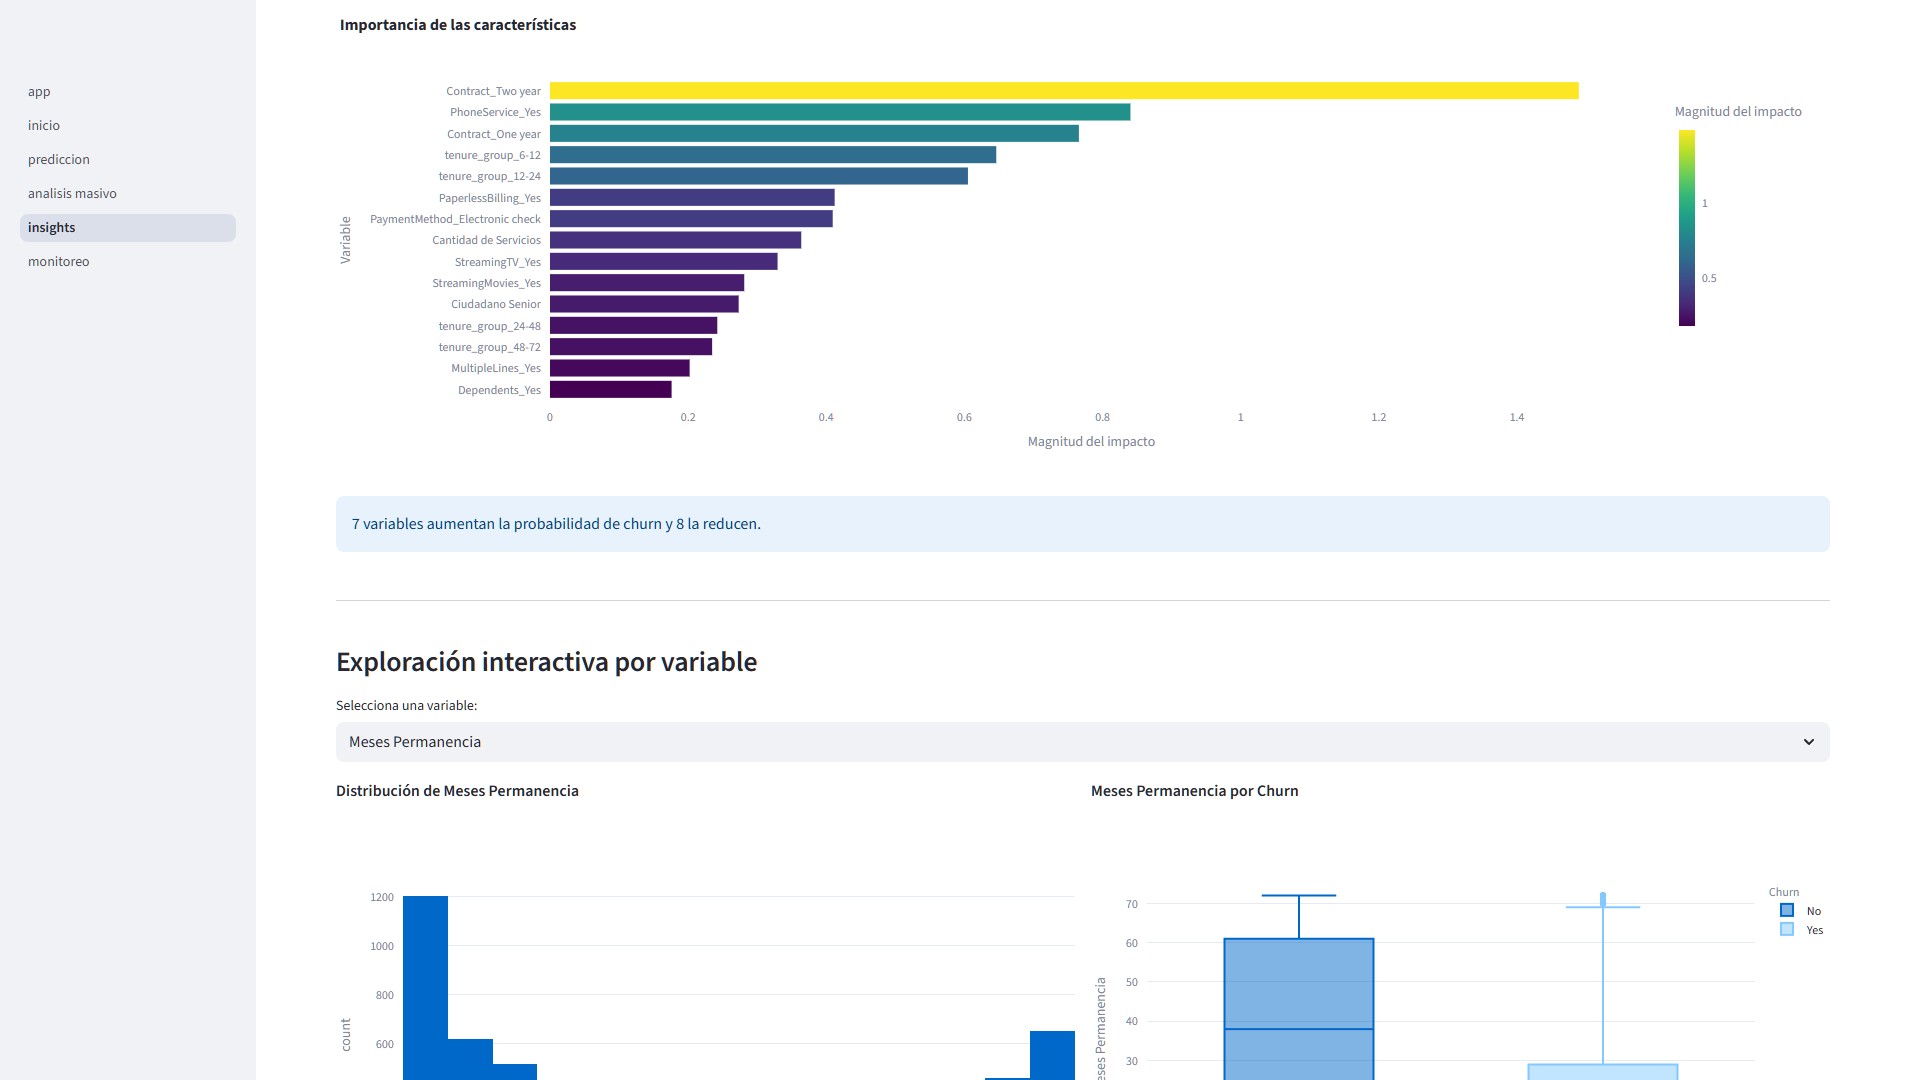 app
inicio
prediccion
analisis masivo
insights
monitoreo
Importancia de las características
Variable
Contract_Two year
PhoneService_Yes
Contract_One year
tenure_group_6-12
tenure_group_12-24
PaperlessBilling_Yes
PaymentMethod_Electronic check
Cantidad de Servicios
StreamingTV_Yes
StreamingMovies_Yes
Ciudadano Senior
tenure_group_24-48
tenure_group_48-72
MultipleLines_Yes
Dependents_Yes
0 0.2 0.4 0.6 0.8 1 1.2 1.4
Magnitud del impacto
Magnitud del impacto
1
0.5
7 variables aumentan la probabilidad de churn y 8 la reducen.
Exploración interactiva por variable
Selecciona una variable:
Meses Permanencia
Distribución de Meses Permanencia
count
1200
1000
800
600
Meses Permanencia por Churn
eses Permanencia
70
60
50
40
30
Churn
No
Yes